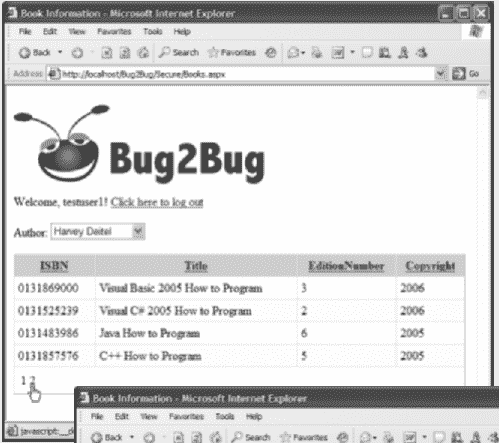 Book Information - Microsoft Internet Explorer
File Edit View Favorites Tools Help
Back Search Favorites
Address http://localhost/Bug2Bug/Secure/Books.aspx Go
Bug2Bug
Welcome, testuser1! Click here to log out
Author: Harvey Deitel
ISBN Title EditionNumber Copyright
0131869000 Visual Basic 2005 How to Program 3 2006
0131525239 Visual C# 2005 How to Program 2 2006
0131483986 Java How to Program 6 2005
0131857576 C++ How to Program 5 2005
1 2
Book Information - Microsoft Internet Explorer
File Edit View Favorites Tools Help
javascript:__d
Back Search Favorites